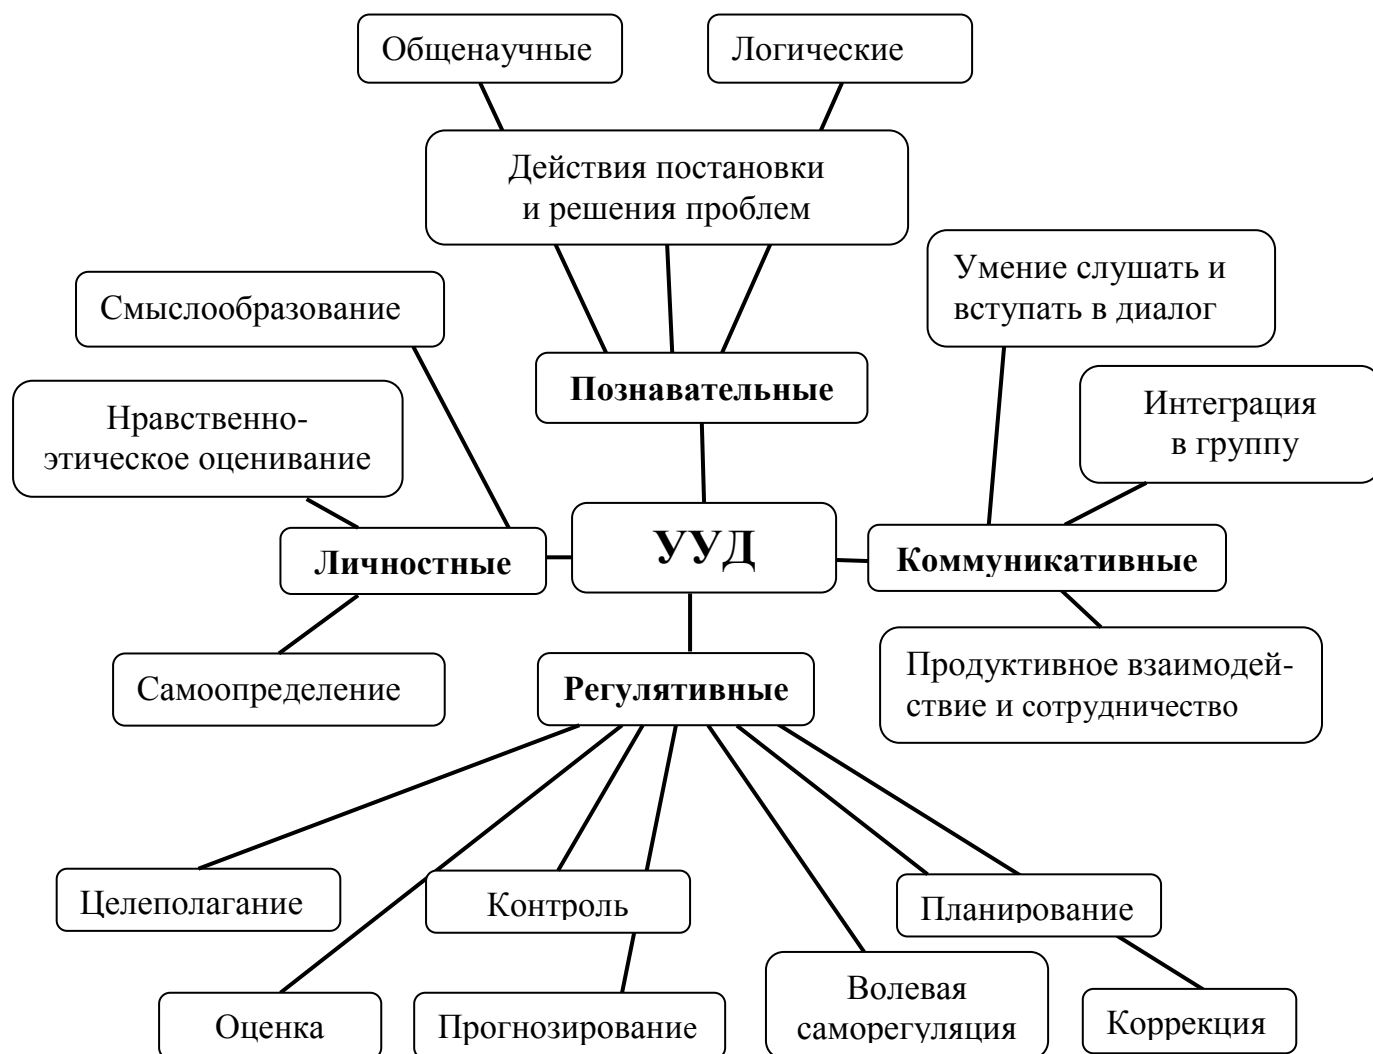 Общенаучные
Логические
Действия постановки
и решения проблем
Умение слушать и
вступать в диалог
Смыслообразование
Познавательные
Интеграция
в группу
Нравственно-
этическое оценивание
УУД
Личностные
Коммуникативные
Самоопределение
Регулятивные
Продуктивное взаимодей-
ствие и сотрудничество
Целеполагание
Контроль
Планирование
Оценка
Прогнозирование
Волевая
саморегуляция
Коррекция